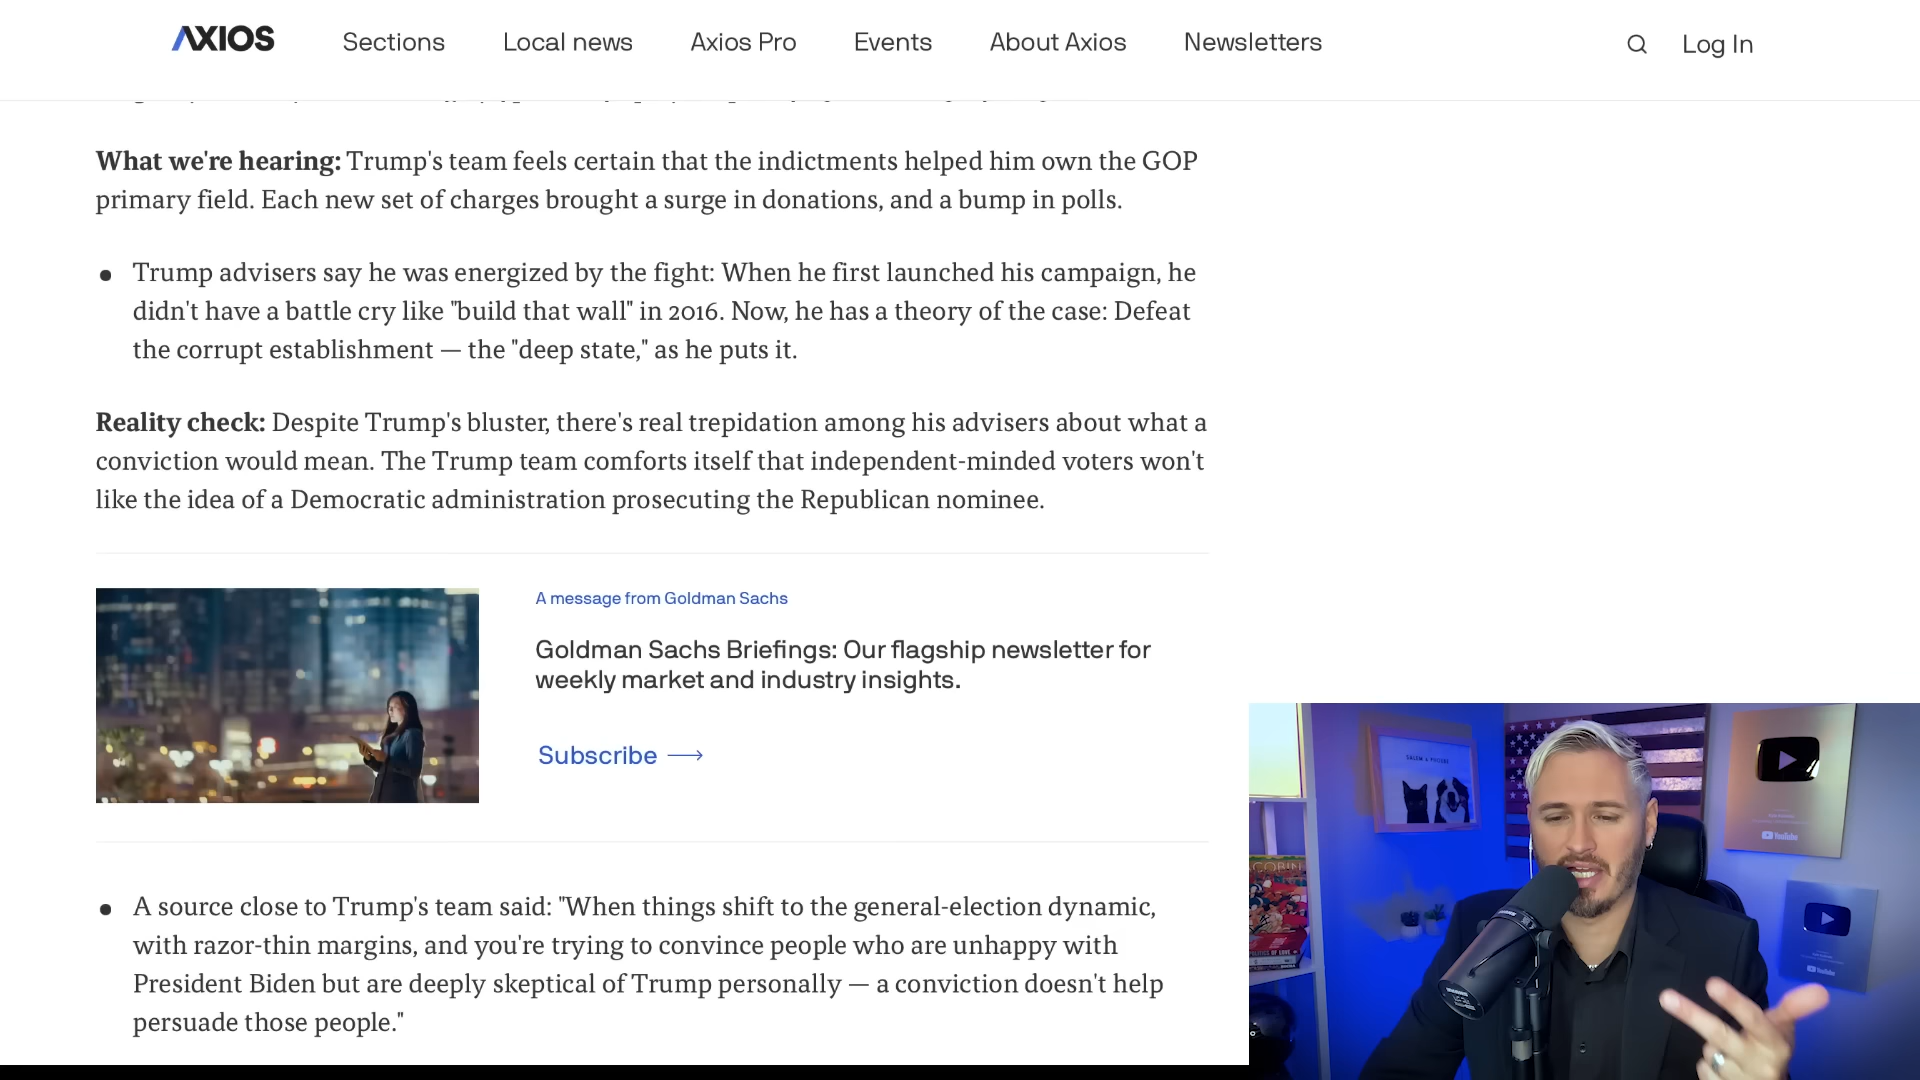 AXIOS
Sections
Local news
Axios Pro
Events
About Axios
Newsletters
Log In
What we're hearing: Trump's team feels certain that the indictments helped him own the GOP
primary field. Each new set of charges brought a surge in donations, and a bump in polls.
● Trump advisers say he was energized by the fight: When he first launched his campaign, he
didn't have a battle cry like "build that wall" in 2016. Now, he has a theory of the case: Defeat
the corrupt establishment — the "deep state," as he puts it.
Reality check: Despite Trump's bluster, there's real trepidation among his advisers about what a
conviction would mean. The Trump team comforts itself that independent-minded voters won't
like the idea of a Democratic administration prosecuting the Republican nominee.
A message from Goldman Sachs
Goldman Sachs Briefings: Our flagship newsletter for
weekly market and industry insights.
Subscribe →
● A source close to Trump's team said: "When things shift to the general-election dynamic,
with razor-thin margins, and you're trying to convince people who are unhappy with
President Biden but are deeply skeptical of Trump personally — a conviction doesn't help
persuade those people."
YouTube
YouTube